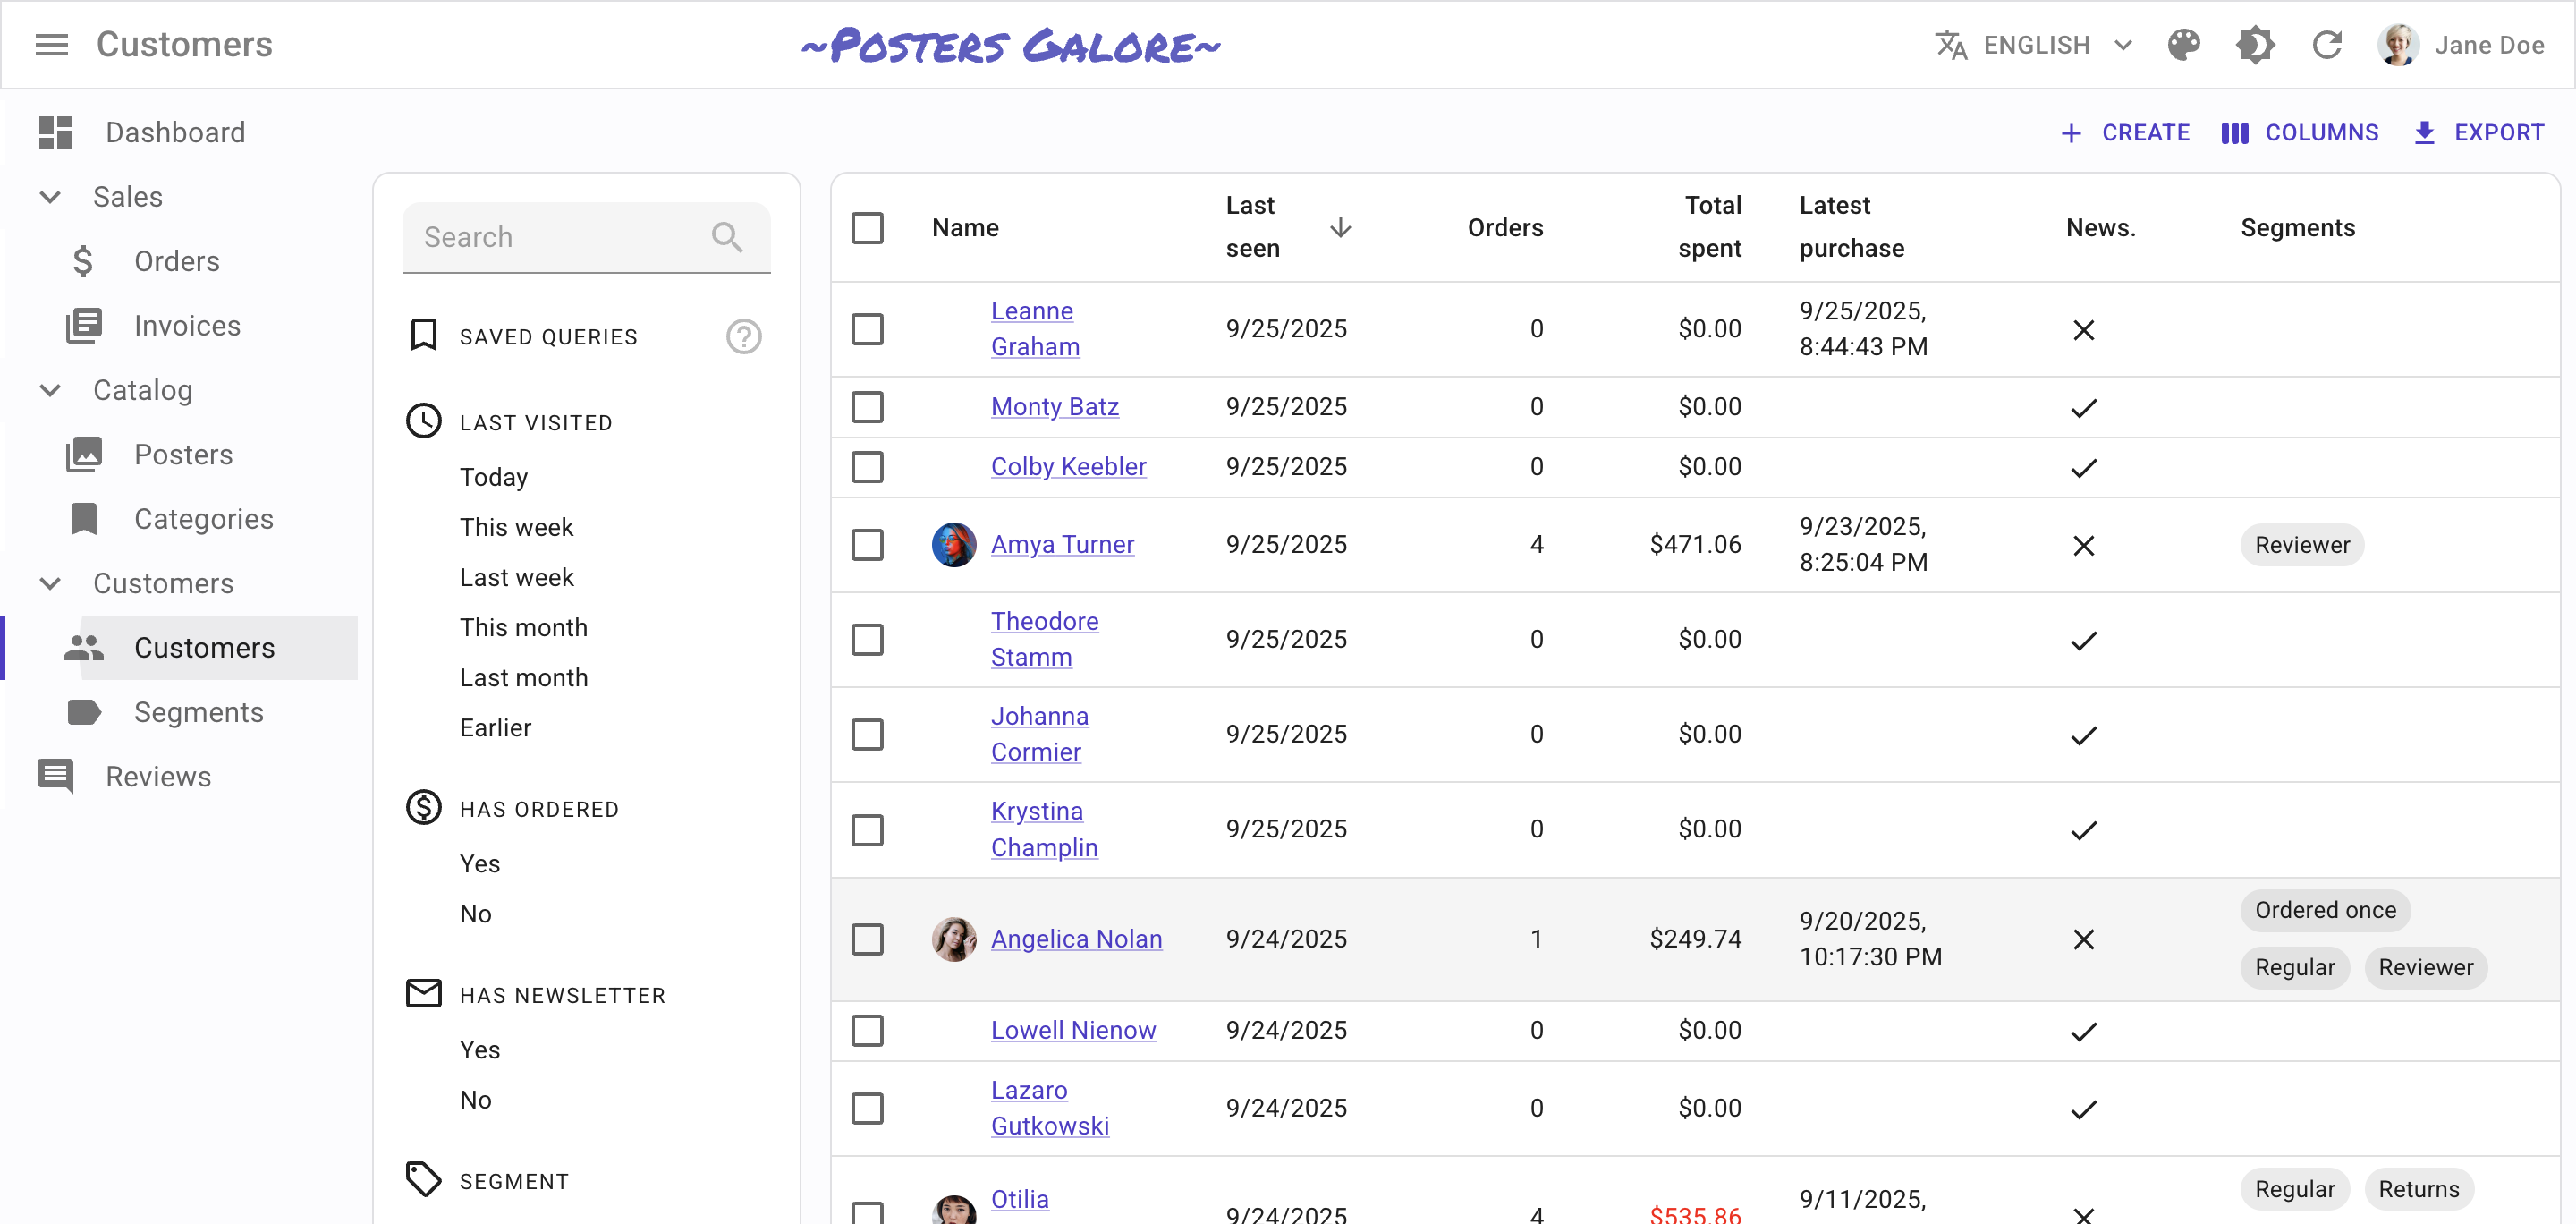 Customers
~Posters Galore~
ENGLISH
Jane Doe
Dashboard
Sales
Orders
Invoices
Catalog
Posters
Categories
Customers
Customers
Segments
Reviews
CREATE
COLUMNS
EXPORT
Search
SAVED QUERIES
?
LAST VISITED
Today
This week
Last week
This month
Last month
Earlier
HAS ORDERED
Yes
No
HAS NEWSLETTER
Yes
No
SEGMENT
Name
Last
seen
Orders
Total
spent
Latest
purchase
News.
Segments
Leanne
Graham
9/25/2025
0
$0.00
9/25/2025,
8:44:43 PM
Monty Batz
9/25/2025
0
$0.00
Colby Keebler
9/25/2025
0
$0.00
Amya Turner
9/25/2025
4
$471.06
9/23/2025,
8:25:04 PM
Reviewer
Theodore
Stamm
9/25/2025
0
$0.00
Johanna
Cormier
9/25/2025
0
$0.00
Krystina
Champlin
9/25/2025
0
$0.00
Angelica Nolan
9/24/2025
1
$249.74
9/20/2025,
10:17:30 PM
Ordered once
Regular
Reviewer
Lowell Nienow
9/24/2025
0
$0.00
Lazaro
Gutkowski
9/24/2025
0
$0.00
Otilia
9/24/2025
4
$535.86
9/11/2025,
Regular
Returns